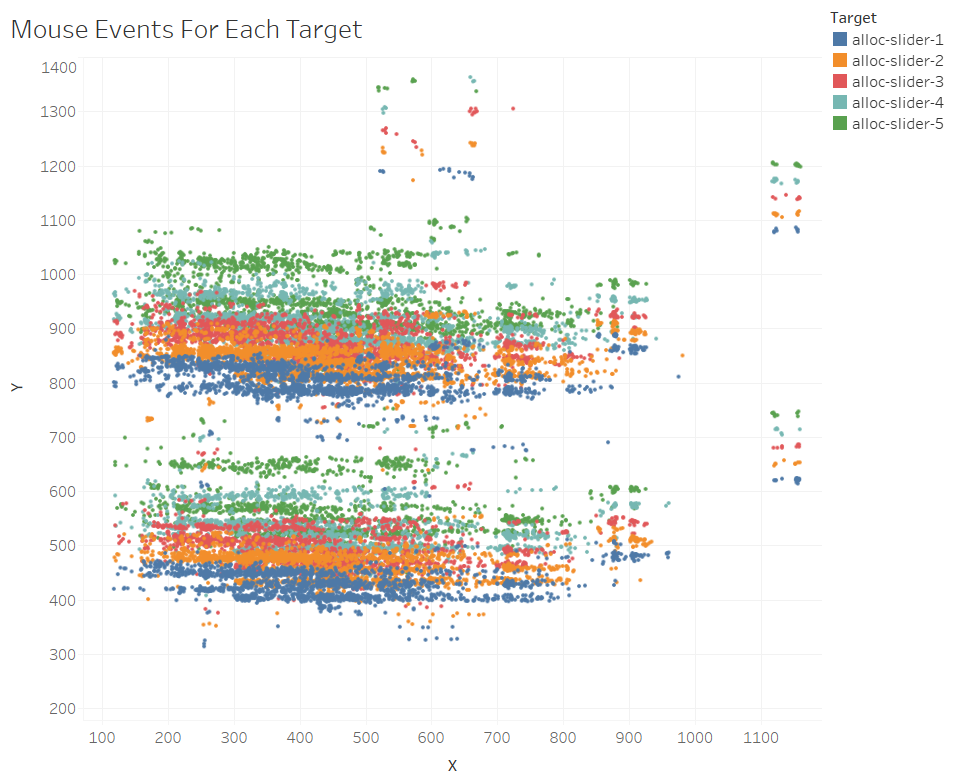 Mouse Events For Each Target
Target
alloc-slider-1
alloc-slider-2
alloc-slider-3
alloc-slider-4
alloc-slider-5
1400
1300
1200
1100
1000
900
800
700
600
500
400
300
200
Y
100 200 300 400 500 600 700 800 900 1000 1100
X